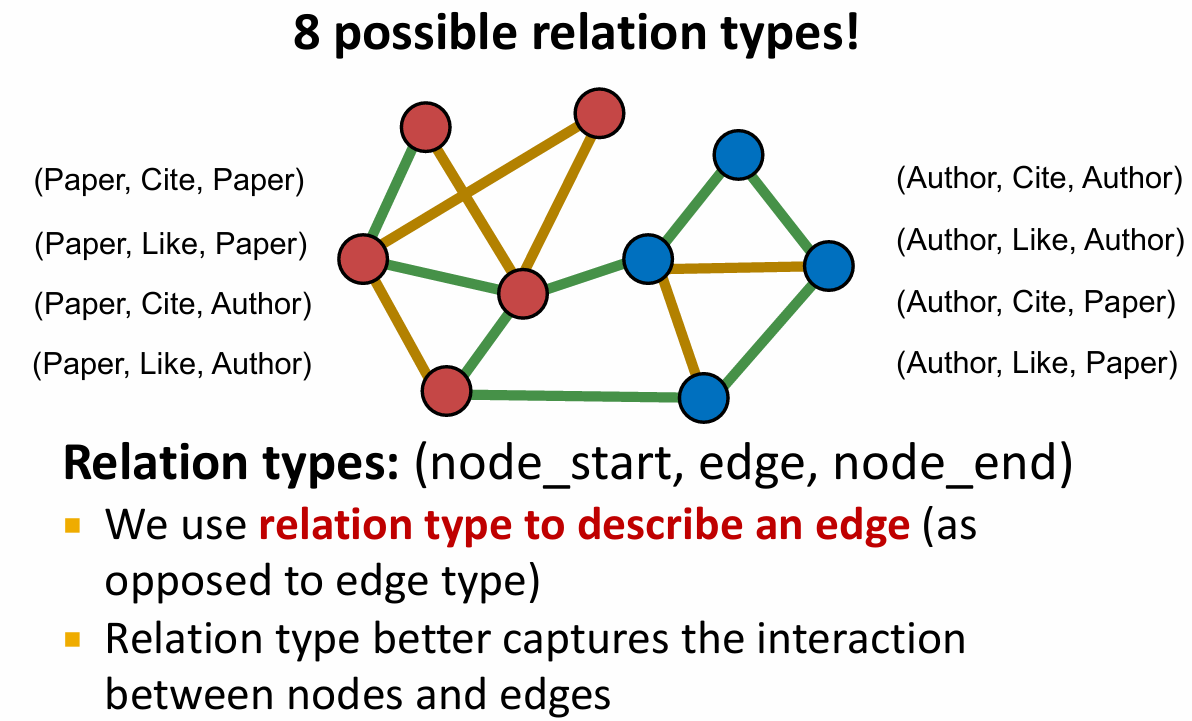 8 possible relation types!
(Paper, Cite, Paper)
(Paper, Like, Paper)
(Paper, Cite, Author)
(Paper, Like, Author)
(Author, Cite, Author)
(Author, Like, Author)
(Author, Cite, Paper)
(Author, Like, Paper)
Relation types: (node_start, edge, node_end)
We use relation type to describe an edge (as
opposed to edge type)
Relation type better captures the interaction
between nodes and edges